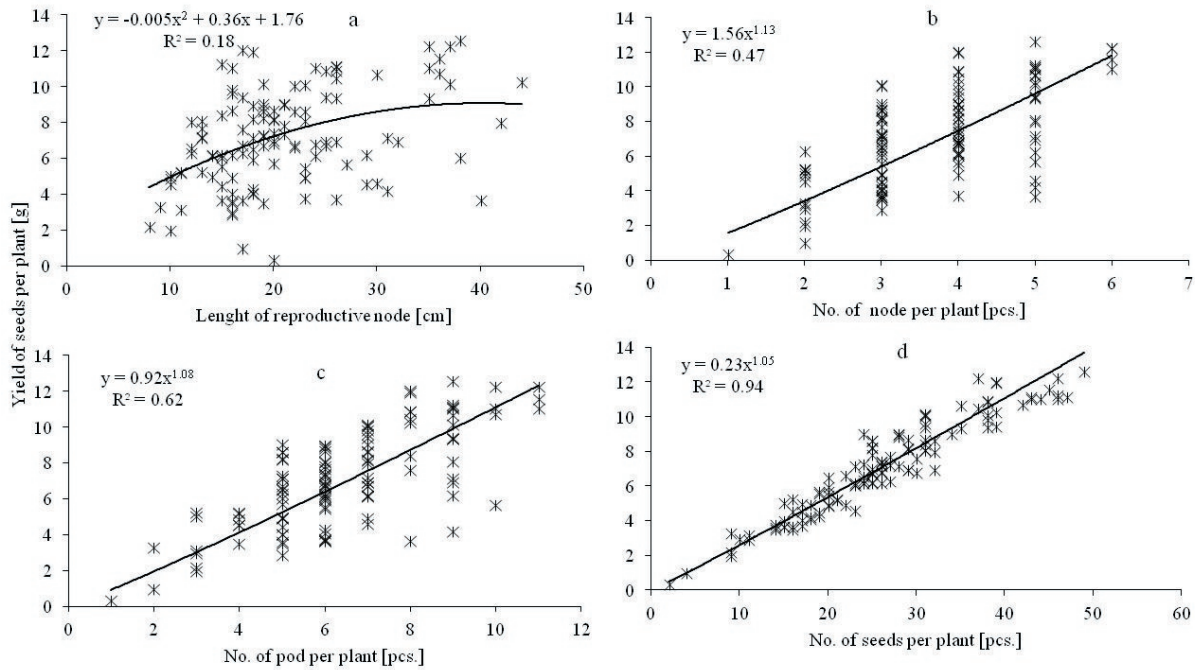 Yield of seeds per plant [g]
a
y = -0.005x² + 0.36x + 1.76
R² = 0.18
14
12
10
8
6
4
2
0
0 10 20 30 40 50
Lenght of reproductive node [cm]
b
y = 1.56x^1.13
R² = 0.47
14
12
10
8
6
4
2
0
1 2 3 4 5 6 7
No. of node per plant [pcs.]
c
y = 0.92x^1.08
R² = 0.62
14
12
10
8
6
4
2
0
0 2 4 6 8 10 12
No. of pod per plant [pcs.]
d
y = 0.23x^1.05
R² = 0.94
14
12
10
8
6
4
2
0
0 10 20 30 40 50 60
No. of seeds per plant [pcs.]